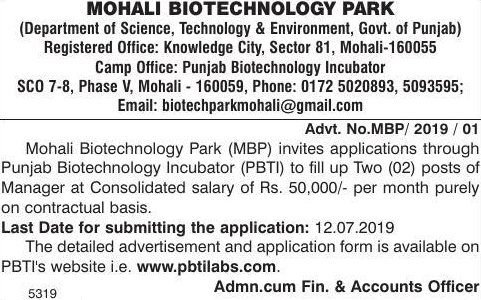 MOHALI BIOTECHNOLOGY PARK
(Department of Science, Technology & Environment, Govt. of Punjab)
Registered Office: Knowledge City, Sector 81, Mohali-160055
Camp Office: Punjab Biotechnology Incubator
SCO 7-8, Phase V, Mohali - 160059, Phone: 0172 5020893, 5093595;
Email: biotechparkmohali@gmail.com
Advt. No.MBP/ 2019 / 01
Mohali Biotechnology Park (MBP) invites applications through
Punjab Biotechnology Incubator (PBTI) to fill up Two (02) posts of
Manager at Consolidated salary of Rs. 50,000/- per month purely
on contractual basis.
Last Date for submitting the application: 12.07.2019
The detailed advertisement and application form is available on
PBTI's website i.e. www.pbtilabs.com.
Admn.cum Fin. & Accounts Officer
5319